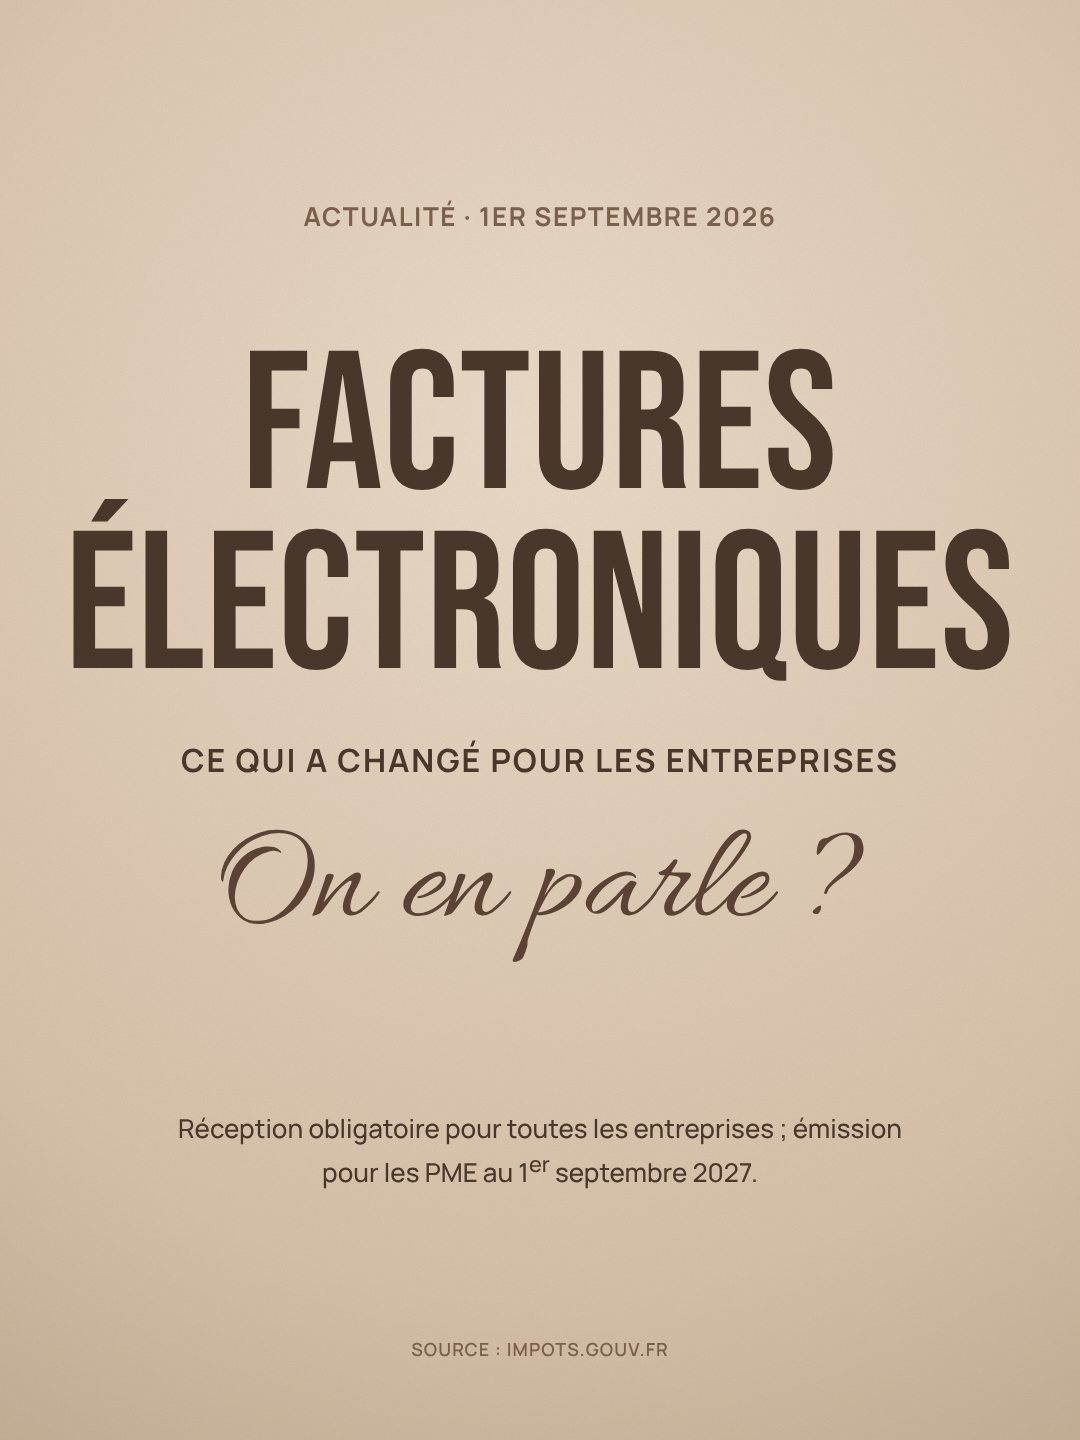 ACTUALITÉ · 1ER SEPTEMBRE 2026
FACTURES
ÉLECTRONIQUES
CE QUI A CHANGÉ POUR LES ENTREPRISES
On en parle ?
Réception obligatoire pour toutes les entreprises ; émission
pour les PME au 1er septembre 2027.
SOURCE : IMPOTS.GOUV.FR